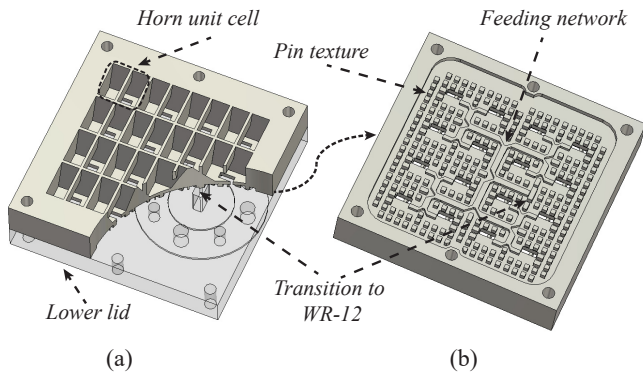 Horn unit cell
Feeding network
Pin texture
Transition to
WR-12
Lower lid
(a)
(b)